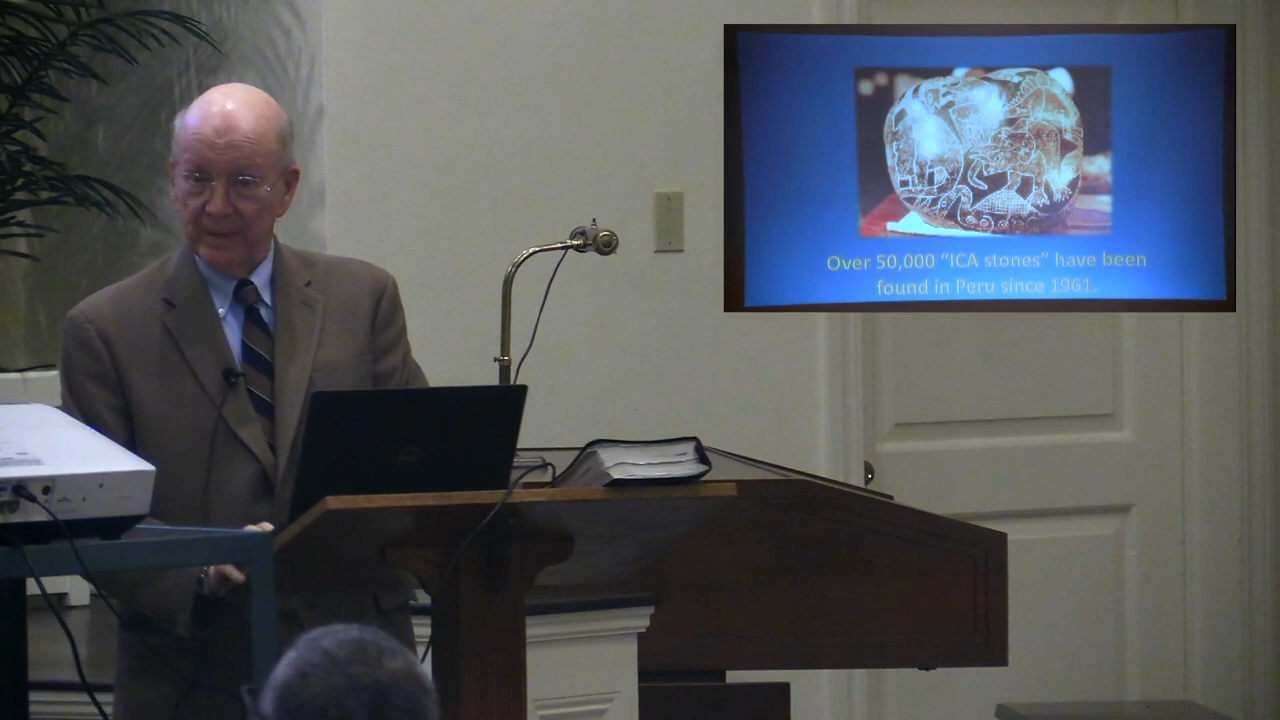 Over 50,000 “ICA stones” have been
found in Peru since 1961.